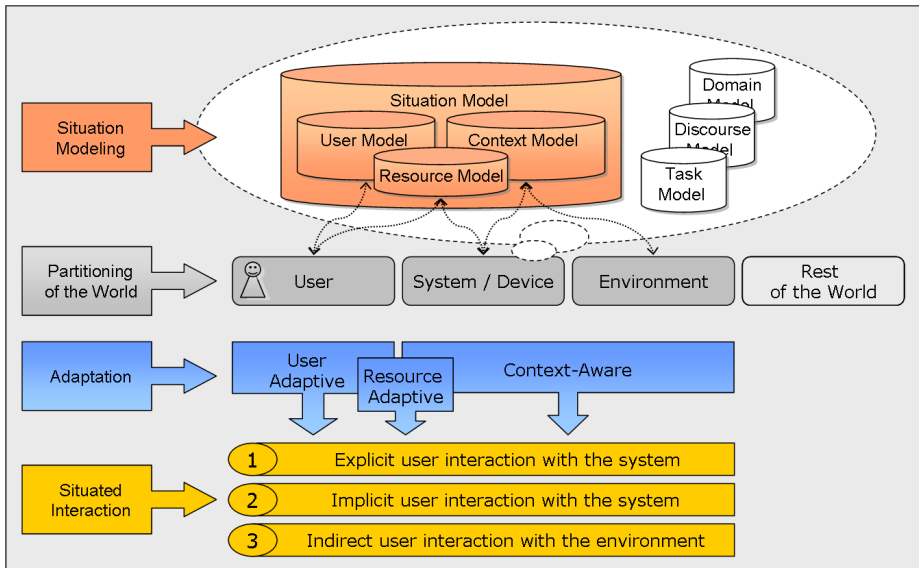 Situation
Modeling
Situation Model
User Model
Context Model
Resource Model
Domain
Model
Discourse
Model
Task
Model
Partitioning
of the World
User
System / Device
Environment
Rest
of the World
Adaptation
User
Adaptive
Resource
Adaptive
Context-Aware
Situated
Interaction
1 Explicit user interaction with the system
2 Implicit user interaction with the system
3 Indirect user interaction with the environment